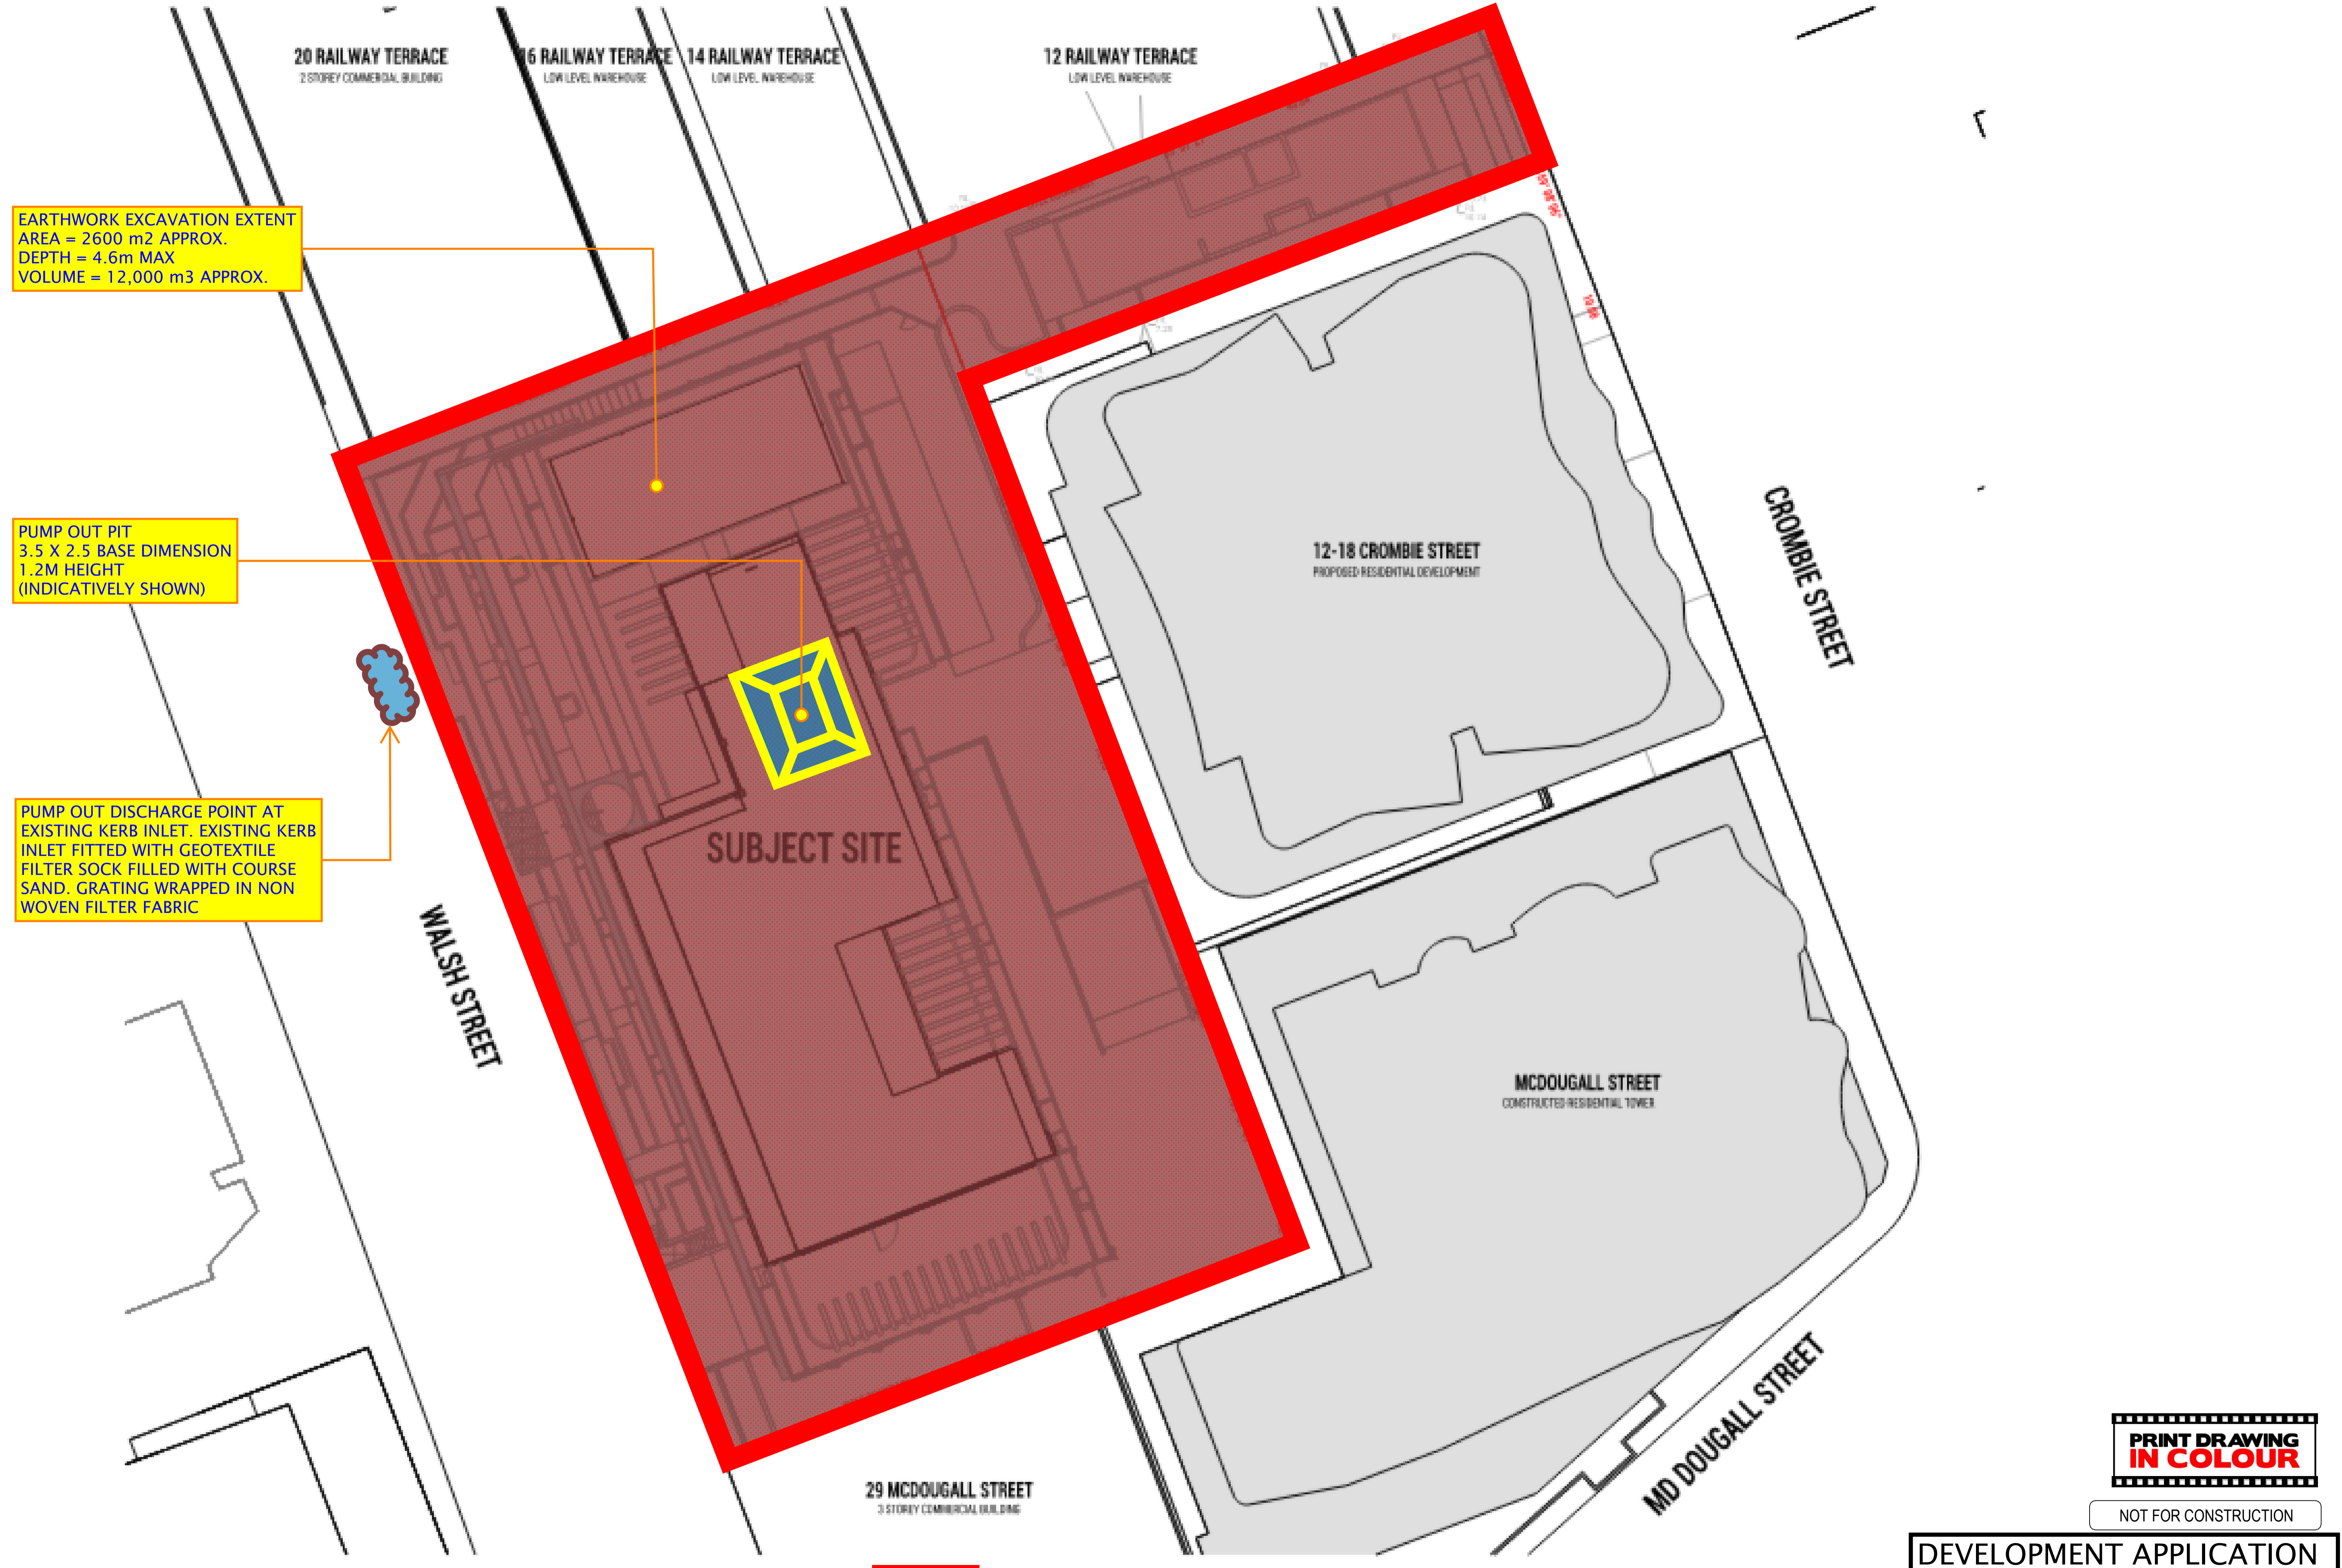 20 RAILWAY TERRACE
2 STOREY COMMERCIAL BUILDING
16 RAILWAY TERRACE
LOW LEVEL WAREHOUSE
14 RAILWAY TERRACE
LOW LEVEL WAREHOUSE
12 RAILWAY TERRACE
LOW LEVEL WAREHOUSE
EARTHWORK EXCAVATION EXTENT
AREA = 2600 m2 APPROX.
DEPTH = 4.6m MAX
VOLUME = 12,000 m3 APPROX.
PUMP OUT PIT
3.5 X 2.5 BASE DIMENSION
1.2M HEIGHT
(INDICATIVELY SHOWN)
12-18 CROMBIE STREET
PROPOSED RESIDENTIAL DEVELOPMENT
CROMBIE STREET
PUMP OUT DISCHARGE POINT AT
EXISTING KERB INLET. EXISTING KERB
INLET FITTED WITH GEOTEXTILE
FILTER SOCK FILLED WITH COURSE
SAND. GRATING WRAPPED IN NON
WOVEN FILTER FABRIC
SUBJECT SITE
WALSH STREET
MCDOUGALL STREET
CONSTRUCTED RESIDENTIAL TOWER
MD DOUGALL STREET
29 MCDOUGALL STREET
3 STOREY COMMERCIAL BUILDING
PRINT DRAWING
IN COLOUR
NOT FOR CONSTRUCTION
DEVELOPMENT APPLICATION